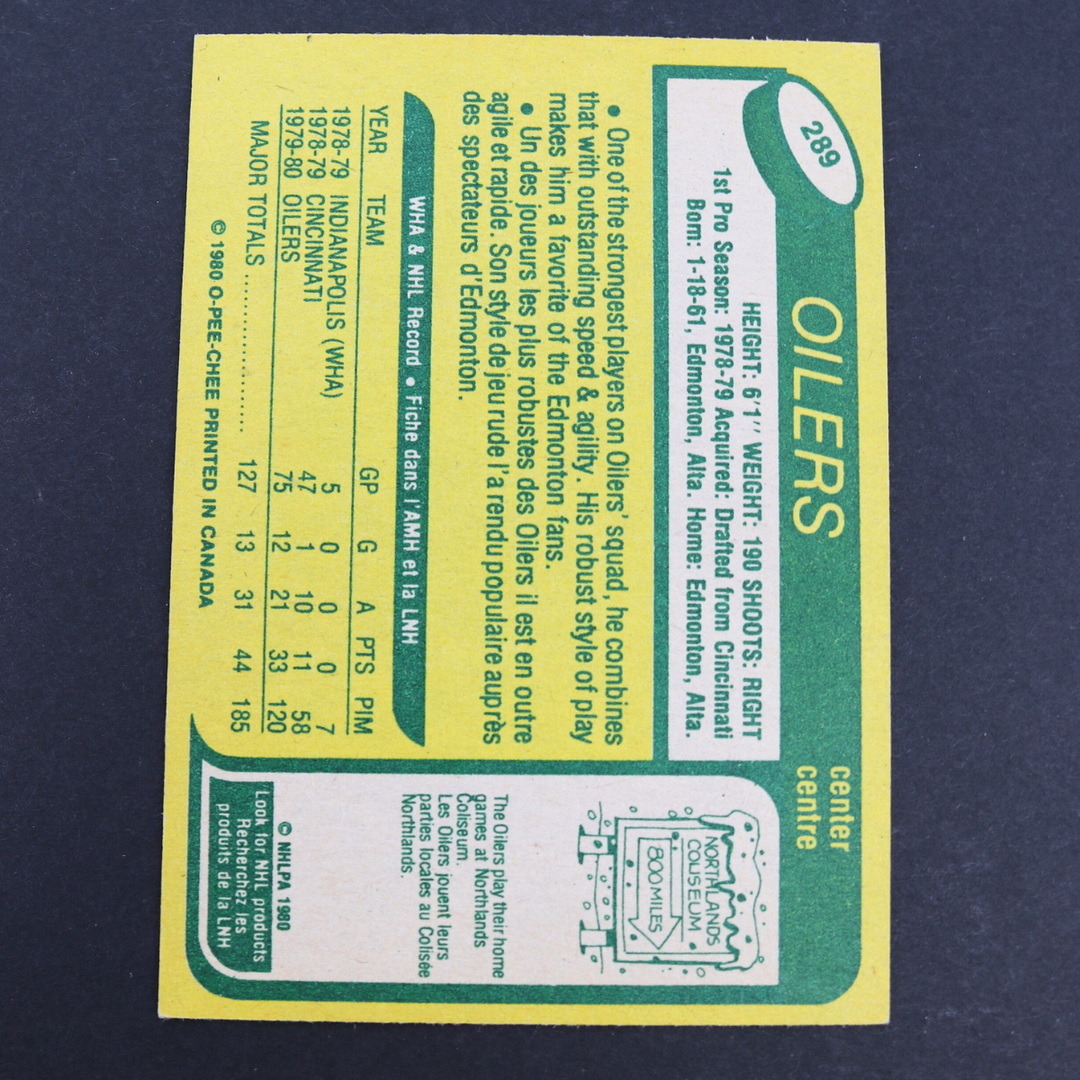 289
OILERS
center
centre
HEIGHT: 6'1" WEIGHT: 190 SHOOTS: RIGHT
1st Pro Season: 1978-79 Acquired: Drafted from Cincinnati
Born: 1-18-61, Edmonton, Alta. Home: Edmonton, Alta.
• One of the strongest players on Oilers' squad, he combines
that with outstanding speed & agility. His robust style of play
makes him a favorite of the Edmonton fans.
• Un des joueurs les plus robustes des Oilers il est en outre
agile et rapide. Son style de jeu rude l'a rendu populaire auprès
des spectateurs d'Edmonton.
WHA & NHL Record • Fiche dans l'AMH et la LNH
YEAR TEAM GP G A PTS PIM
1978-79 INDIANAPOLIS (WHA) 5 0 0 0 7
1978-79 CINCINNATI 47 1 10 11 58
1979-80 OILERS 75 12 21 33 120
MAJOR TOTALS .................... 127 13 31 44 185
© 1980 O-PEE-CHEE PRINTED IN CANADA
NORTHLANDS
COLISEUM
800 MILES
The Oilers play their home
games at Northlands
Coliseum.
Les Oilers jouent leurs
parties locales au Colisée
Northlands.
© NHLPA 1980
Look for NHL products
Recherchez les
produits de la LNH